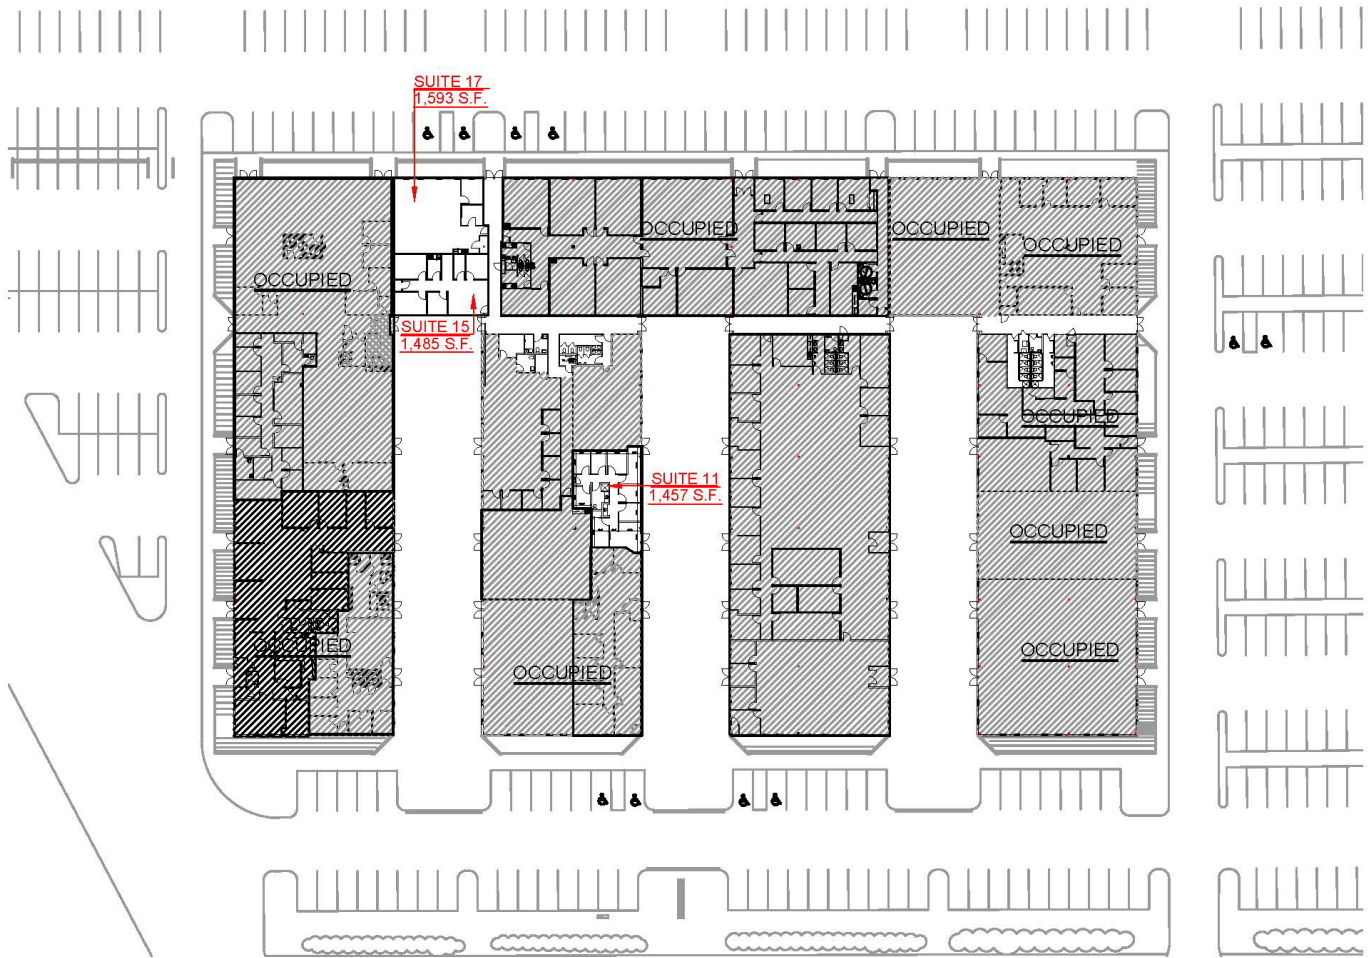 SUITE 17
1,593 S.F.
OCCUPIED
OCCUPIED
OCCUPIED
OCCUPIED
SUITE 15
1,485 S.F.
OCCUPIED
SUITE 11
1,457 S.F.
OCCUPIED
OCCUPIED
OCCUPIED
OCCUPIED